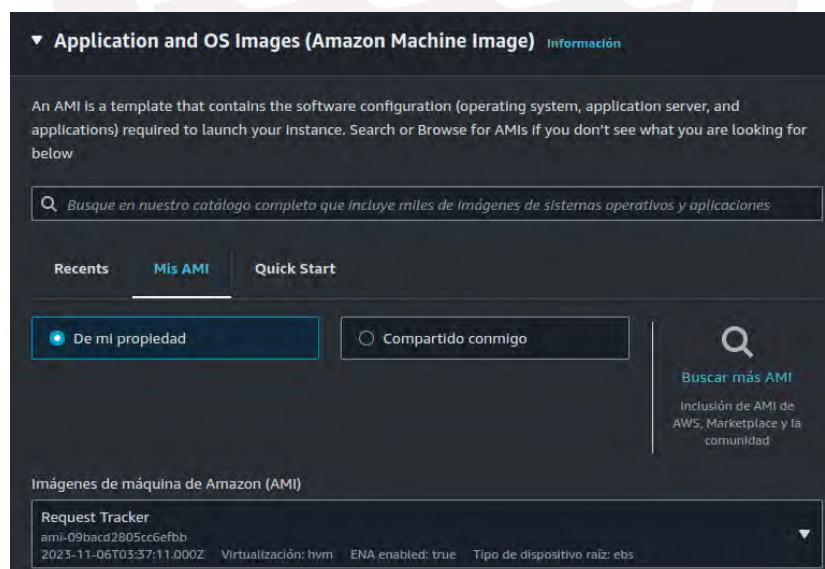 Application and OS Images (Amazon Machine Image) Información
An AMI is a template that contains the software configuration (operating system, application server, and
applications) required to launch your instance. Search or Browse for AMIs if you don't see what you are looking for
below
Busque en nuestro catálogo completo que incluye miles de imágenes de sistemas operativos y aplicaciones
Recents Mis AMI Quick Start
De mi propiedad Compartido conmigo
Buscar más AMI
Inclusión de AMI de
AWS, Marketplace y la
comunidad
Imágenes de máquina de Amazon (AMI)
Request Tracker
ami-09bacd2805cc6efbb
2023-11-06T03:37:11.000Z Virtualización: hvm ENA enabled: true Tipo de dispositivo raíz: ebs